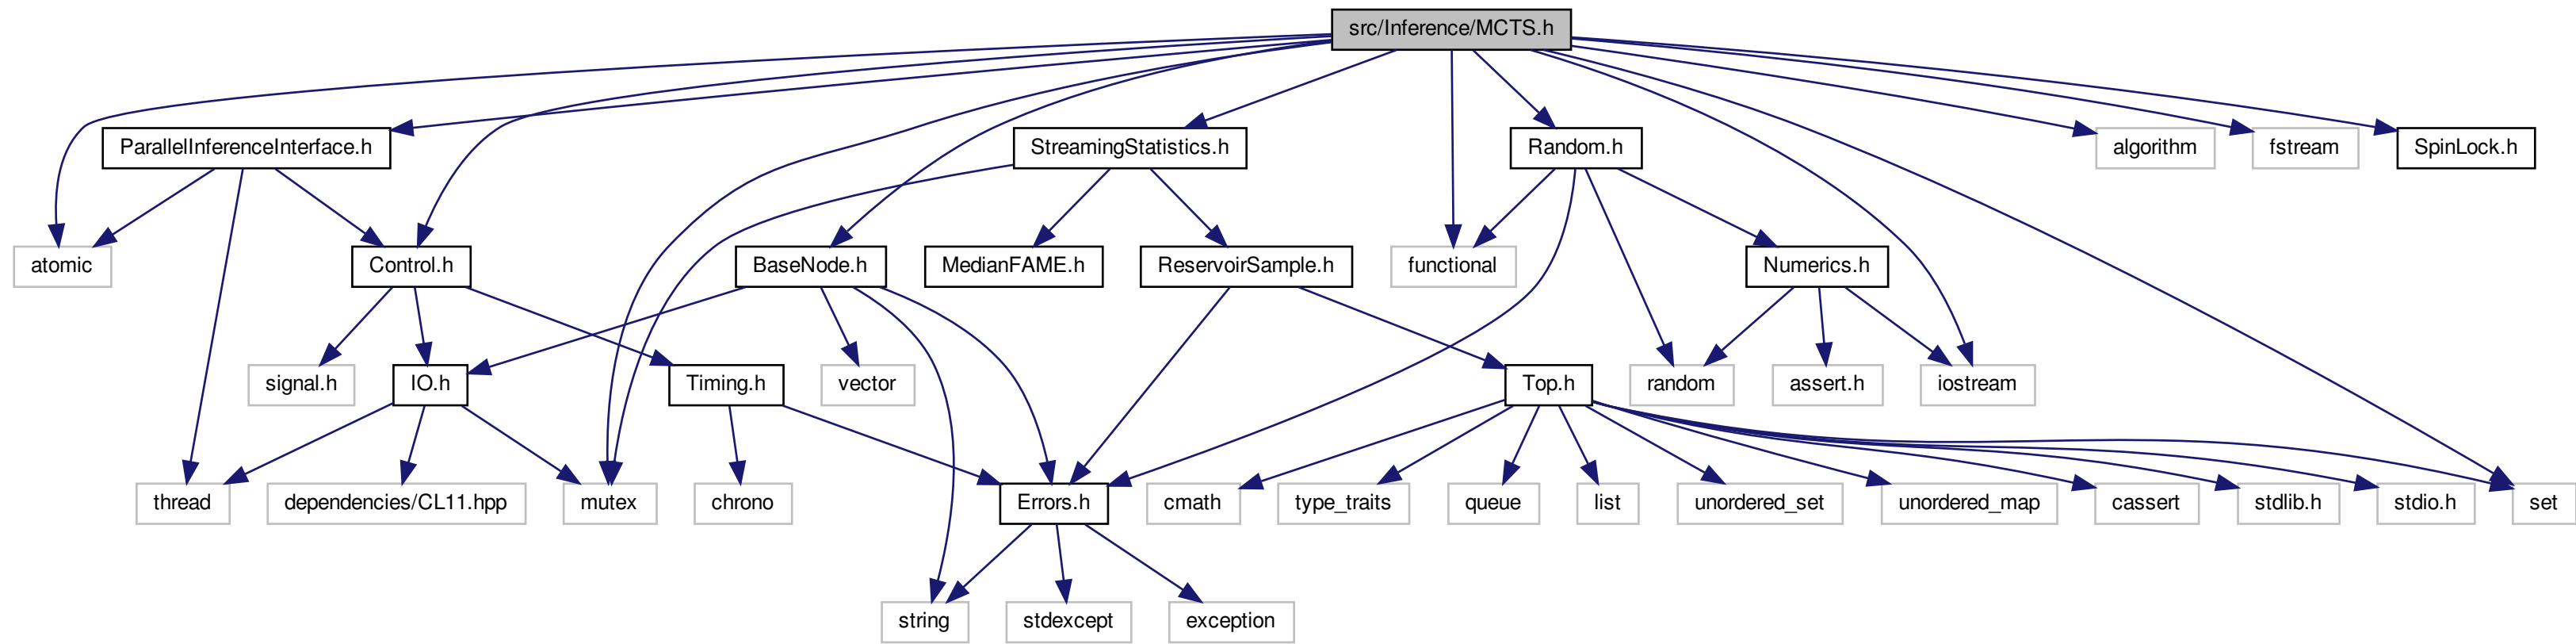 src/Inference/MCTS.h
ParallelInferenceInterface.h
StreamingStatistics.h
Random.h
algorithm
fstream
SpinLock.h
atomic
Control.h
BaseNode.h
MedianFAME.h
ReservoirSample.h
functional
Numerics.h
signal.h
IO.h
Timing.h
vector
Top.h
random
assert.h
iostream
thread
dependencies/CL11.hpp
mutex
chrono
Errors.h
cmath
type_traits
queue
list
unordered_set
unordered_map
cassert
stdlib.h
stdio.h
set
string
stdexcept
exception